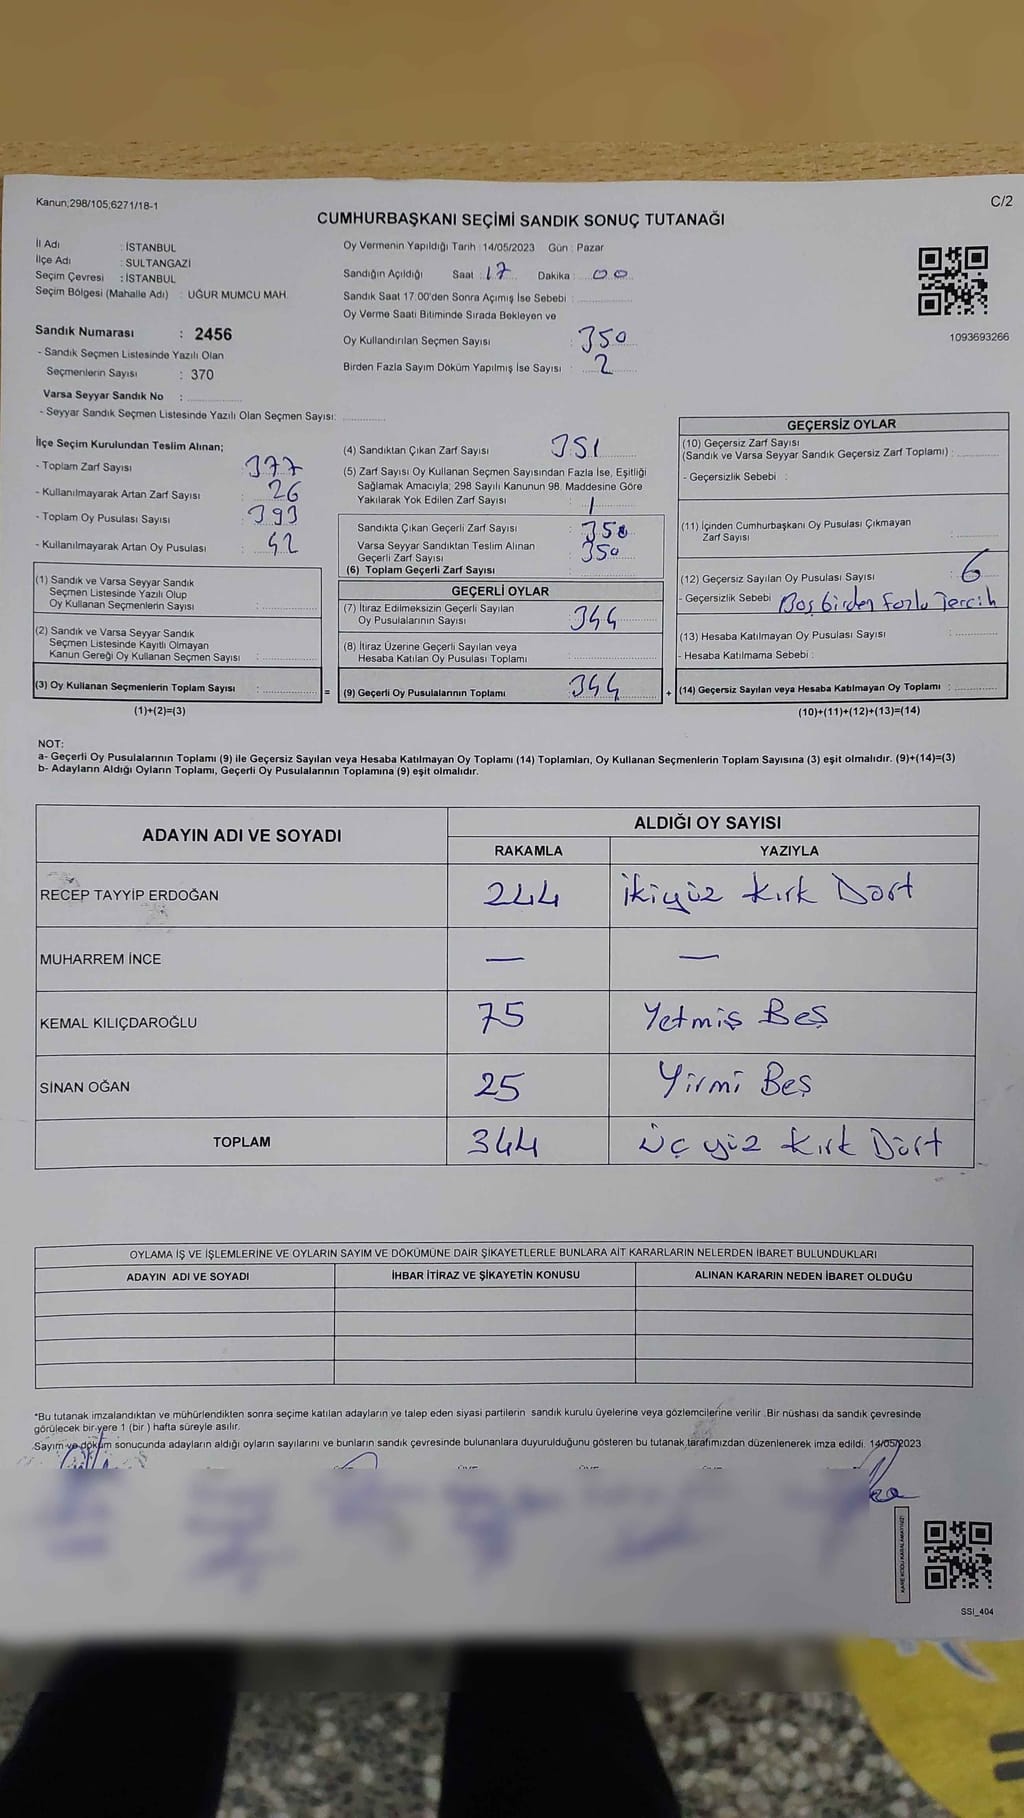 Kanun;298/105;6271/18-1
C/2
CUMHURBAŞKANI SEÇİMİ SANDIK SONUÇ TUTANAĞI
İl Adı : İSTANBUL
İlçe Adı : SULTANGAZİ
Seçim Çevresi : İSTANBUL
Seçim Bölgesi (Mahalle Adı) : UĞUR MUMCU MAH.
Sandık Numarası : 2456
- Sandık Seçmen Listesinde Yazılı Olan
Seçmenlerin Sayısı : 370
Varsa Seyyar Sandık No :
- Seyyar Sandık Seçmen Listesinde Yazılı Olan Seçmen Sayısı:
Oy Vermenin Yapıldığı Tarih : 14/05/2023 Gün : Pazar
Sandığın Açıldığı Saat : 17 Dakika : 00
Sandık Saat 17.00'den Sonra Açımış İse Sebebi :
Oy Verme Saati Bitiminde Sırada Bekleyen ve
Oy Kullandırılan Seçmen Sayısı : 350
Birden Fazla Sayım Döküm Yapılmış İse Sayısı : 2
1093693266
İlçe Seçim Kurulundan Teslim Alınan;
- Toplam Zarf Sayısı : 377
- Kullanılmayarak Artan Zarf Sayısı : 26
- Toplam Oy Pusulası Sayısı : 393
- Kullanılmayarak Artan Oy Pusulası : 42
(1) Sandık ve Varsa Seyyar Sandık
Seçmen Listesinde Yazılı Olup
Oy Kullanan Seçmenlerin Sayısı :
(2) Sandık ve Varsa Seyyar Sandık
Seçmen Listesinde Kayıtlı Olmayan
Kanun Gereği Oy Kullanan Seçmen Sayısı :
(3) Oy Kullanan Seçmenlerin Toplam Sayısı :
(1)+(2)=(3)
(4) Sandıktan Çıkan Zarf Sayısı : 351
(5) Zarf Sayısı Oy Kullanan Seçmen Sayısından Fazla İse, Eşitliği
Sağlamak Amacıyla; 298 Sayılı Kanunun 98. Maddesine Göre
Yakılarak Yok Edilen Zarf Sayısı : 1
Sandıkta Çıkan Geçerli Zarf Sayısı : 350
Varsa Seyyar Sandıktan Teslim Alınan
Geçerli Zarf Sayısı : 350
(6) Toplam Geçerli Zarf Sayısı :
GEÇERLİ OYLAR
(7) İtiraz Edilmeksizin Geçerli Sayılan
Oy Pusulalarının Sayısı : 344
(8) İtiraz Üzerine Geçerli Sayılan veya
Hesaba Katılan Oy Pusulası Toplamı :
= (9) Geçerli Oy Pusulalarının Toplamı : 344 +
GEÇERSİZ OYLAR
(10) Geçersiz Zarf Sayısı
(Sandık ve Varsa Seyyar Sandık Geçersiz Zarf Toplamı) :
- Geçersizlik Sebebi :
(11) İçinden Cumhurbaşkanı Oy Pusulası Çıkmayan
Zarf Sayısı :
(12) Geçersiz Sayılan Oy Pusulası Sayısı : 6
- Geçersizlik Sebebi : Boş birden fazla Tercih
(13) Hesaba Katılmayan Oy Pusulası Sayısı :
- Hesaba Katılmama Sebebi :
(14) Geçersiz Sayılan veya Hesaba Katılmayan Oy Toplamı :
(10)+(11)+(12)+(13)=(14)
NOT:
a- Geçerli Oy Pusulalarının Toplamı (9) ile Geçersiz Sayılan veya Hesaba Katılmayan Oy Toplamı (14) Toplamları, Oy Kullanan Seçmenlerin Toplam Sayısına (3) eşit olmalıdır. (9)+(14)=(3)
b- Adayların Aldığı Oyların Toplamı, Geçerli Oy Pusulalarının Toplamına (9) eşit olmalıdır.
ADAYIN ADI VE SOYADI ALDIĞI OY SAYISI
RAKAMLA YAZIYLA
RECEP TAYYİP ERDOĞAN 244 İkiyüz Kırk Dört
MUHARREM İNCE — —
KEMAL KILIÇDAROĞLU 75 Yetmiş Beş
SİNAN OĞAN 25 Yirmi Beş
TOPLAM 344 Üç yüz Kırk Dört
OYLAMA İŞ VE İŞLEMLERİNE VE OYLARIN SAYIM VE DÖKÜMÜNE DAİR ŞİKAYETLERLE BUNLARA AİT KARARLARIN NELERDEN İBARET BULUNDUKLARI
ADAYIN ADI VE SOYADI İHBAR İTİRAZ VE ŞİKAYETİN KONUSU ALINAN KARARIN NEDEN İBARET OLDUĞU
*Bu tutanak imzalandıktan ve mühürlendikten sonra seçime katılan adayların ve talep eden siyasi partilerin sandık kurulu üyelerine veya gözlemcilerine verilir. Bir nüshası da sandık çevresinde
görülecek bir yere 1 (bir) hafta süreyle asılır.
Sayım ve döküm sonucunda adayların aldığı oyların sayılarını ve bunların sandık çevresinde bulunanlara duyurulduğunu gösteren bu tutanak tarafımızdan düzenlenerek imza edildi. 14/05/2023
KARE KODU KARALAMAYINIZ!
SSİ_404